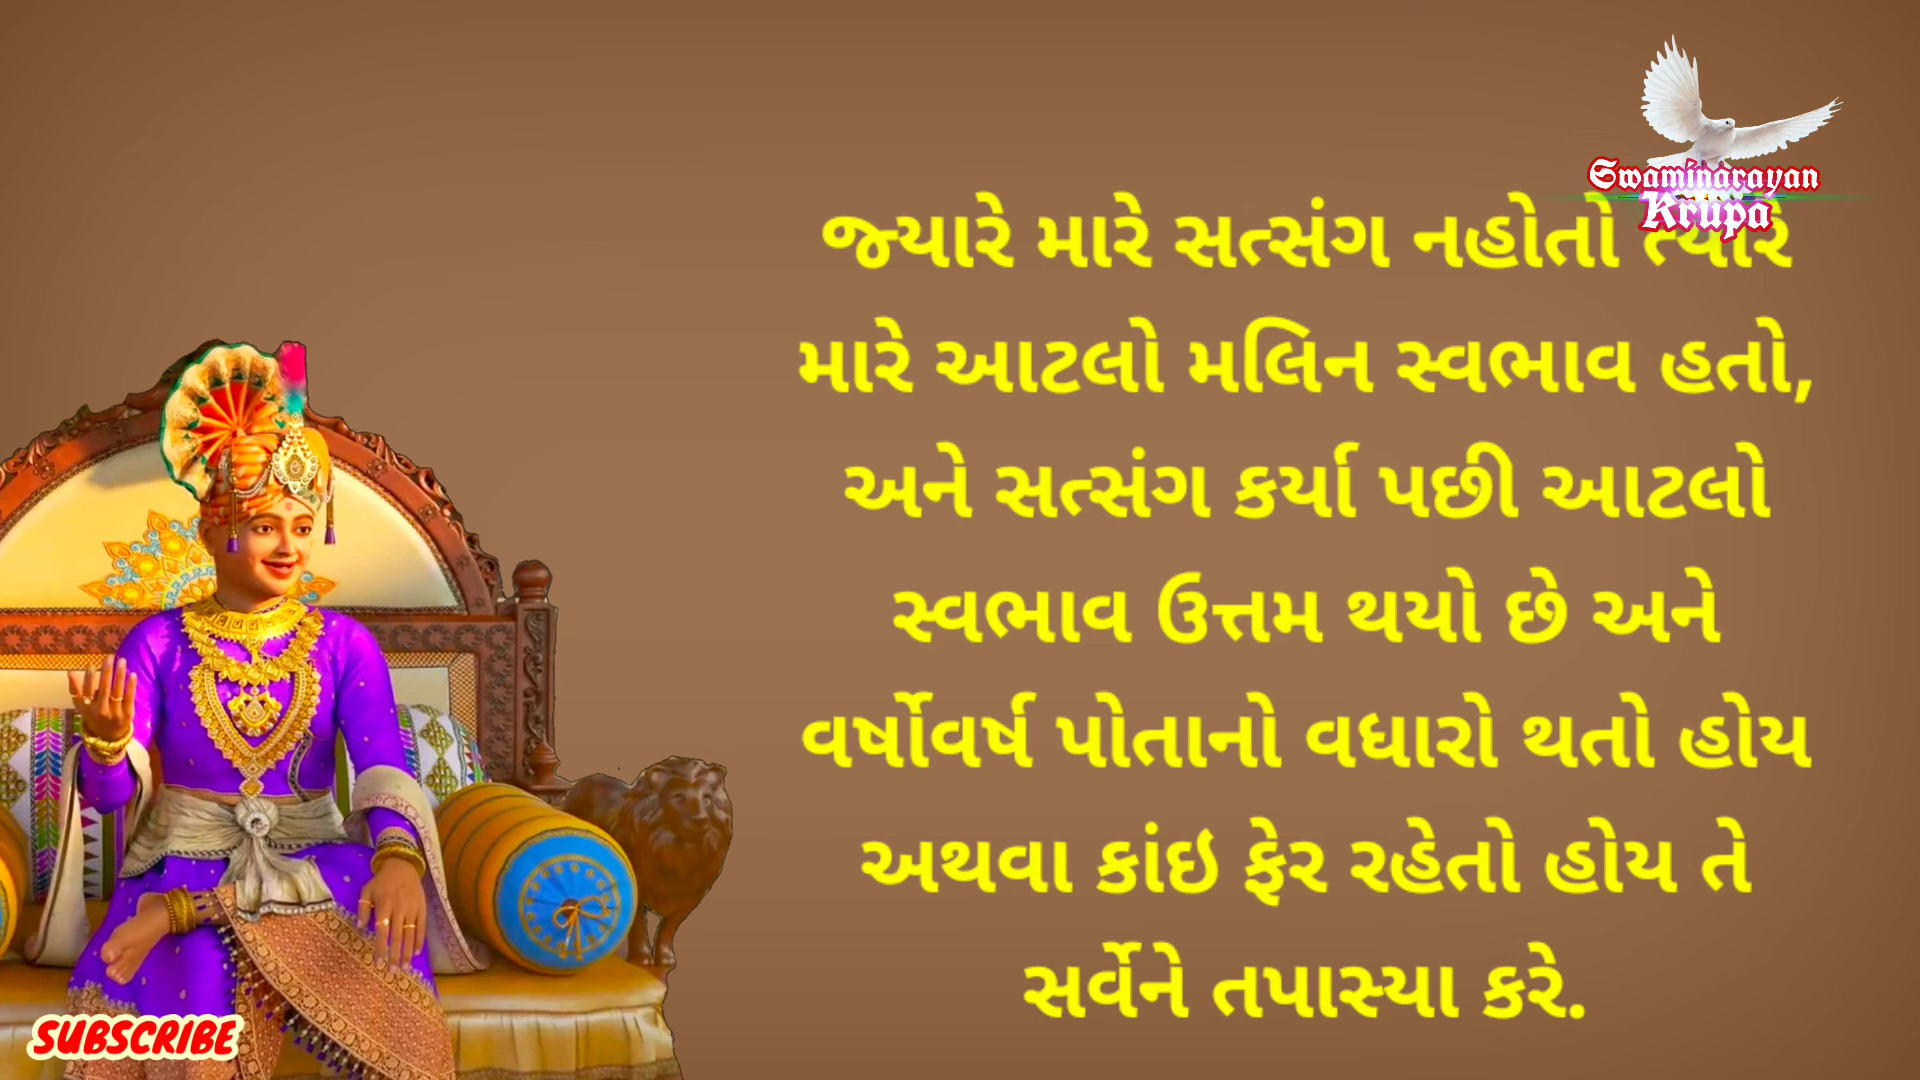 Swaminarayan
Krupa
જ્યારે મારે સત્સંગ નહોતો ત્યારે
મારે આટલો મલિન સ્વભાવ હતો,
અને સત્સંગ કર્યા પછી આટલો
સ્વભાવ ઉત્તમ થયો છે અને
વર્ષોવર્ષ પોતાનો વધારો થતો હોય
અથવા કાંઇ ફેર રહેતો હોય તે
સર્વેને તપાસ્યા કરે.
SUBSCRIBE